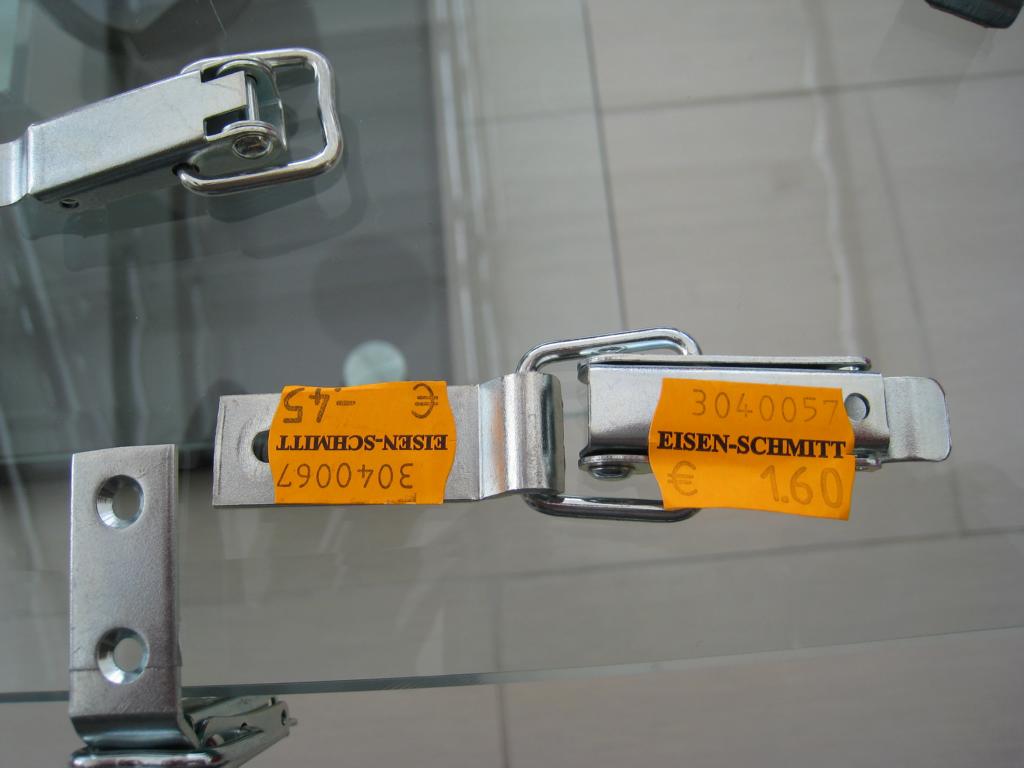 3040067
EISEN-SCHMITT
€ -.45
3040057
EISEN-SCHMITT
€ 1.60